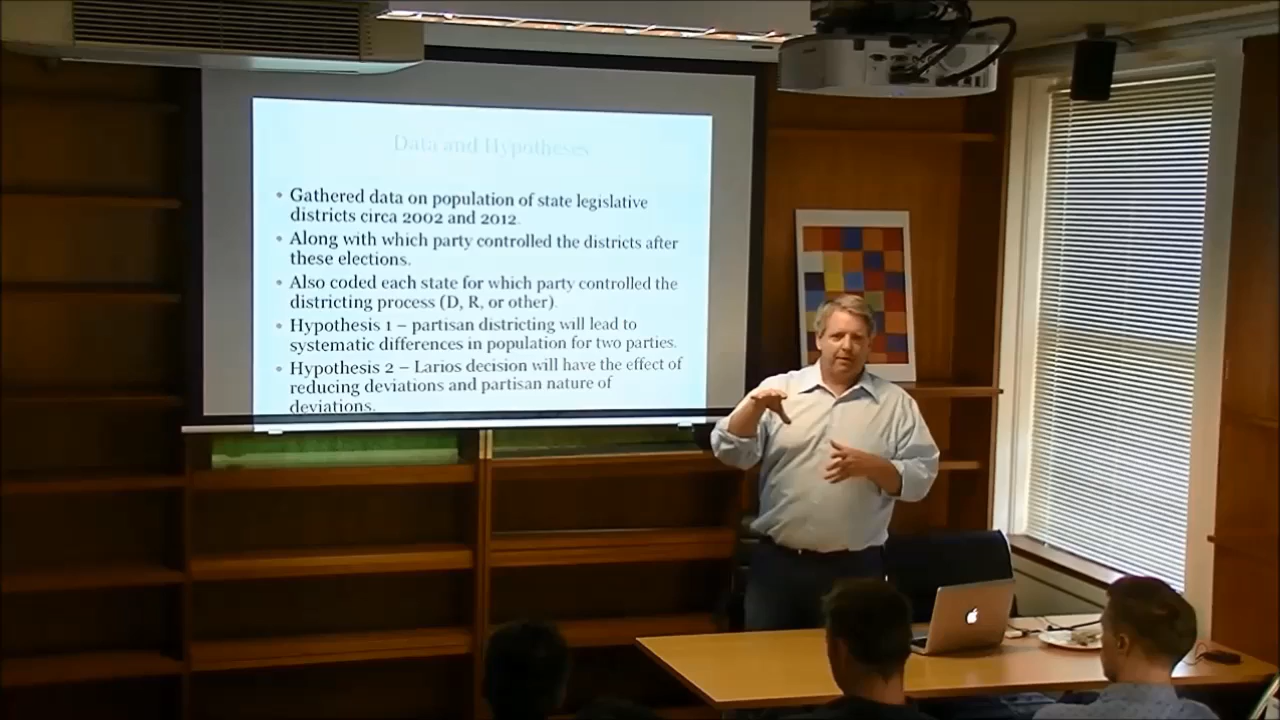 Data and Hypotheses
• Gathered data on population of state legislative
districts circa 2002 and 2012.
• Along with which party controlled the districts after
these elections.
• Also coded each state for which party controlled the
districting process (D, R, or other).
• Hypothesis 1 – partisan districting will lead to
systematic differences in population for two parties.
• Hypothesis 2 – Larios decision will have the effect of
reducing deviations and partisan nature of
deviations.